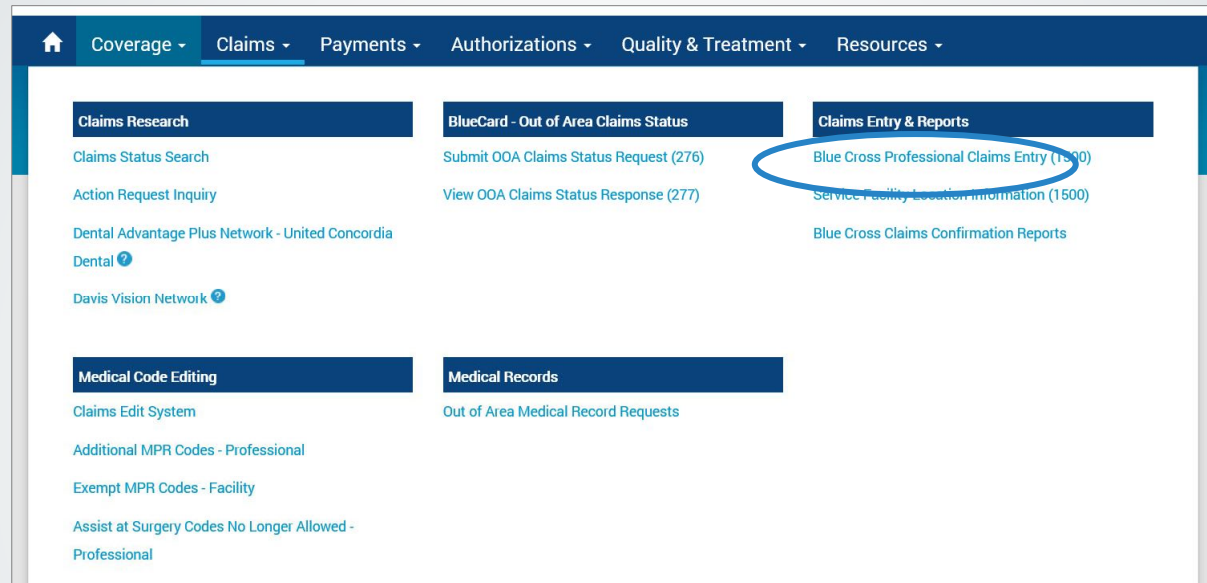 Coverage Claims Payments Authorizations Quality & Treatment Resources
Claims Research
Claims Status Search
Action Request Inquiry
Dental Advantage Plus Network - United Concordia
Dental ?
Davis Vision Network ?
BlueCard - Out of Area Claims Status
Submit OOA Claims Status Request (276)
View OOA Claims Status Response (277)
Claims Entry & Reports
Blue Cross Professional Claims Entry (1500)
Service Facility Location Information (1500)
Blue Cross Claims Confirmation Reports
Medical Code Editing
Claims Edit System
Additional MPR Codes - Professional
Exempt MPR Codes - Facility
Assist at Surgery Codes No Longer Allowed -
Professional
Medical Records
Out of Area Medical Record Requests